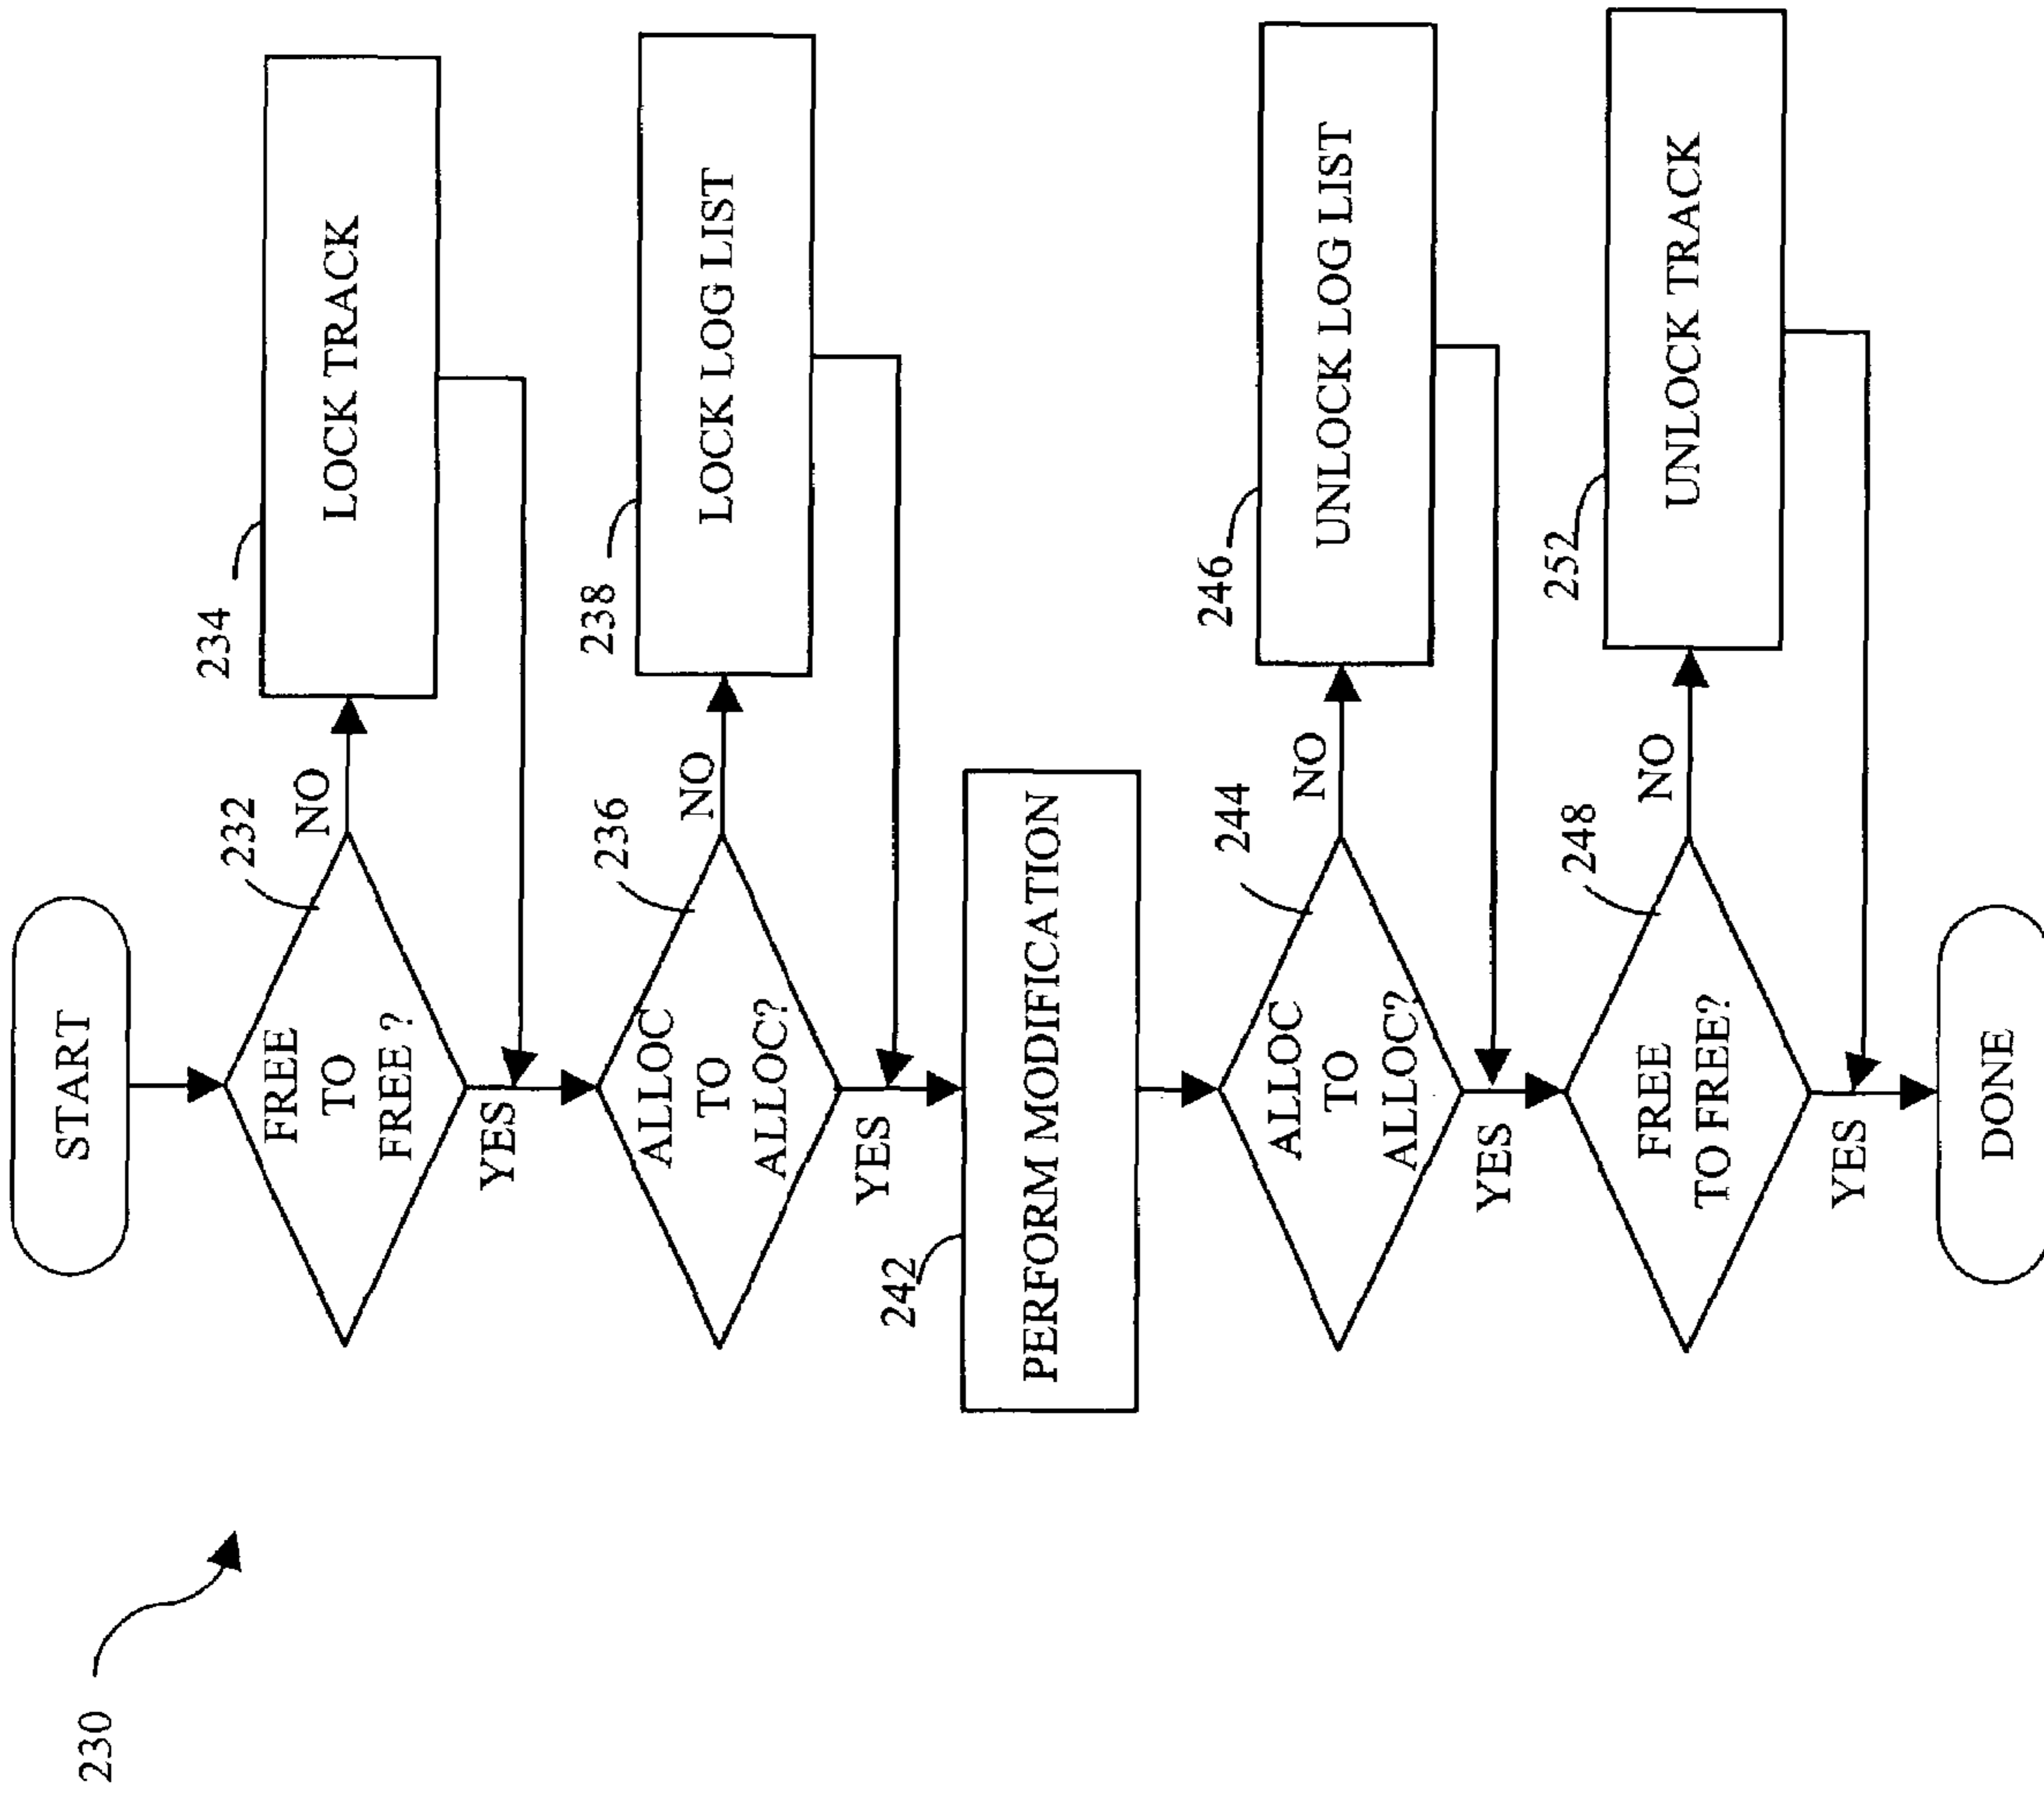 230
START
232
FREE
TO
FREE ?
NO
YES
234
LOCK TRACK
236
ALLOC
TO
ALLOC?
NO
YES
238
LOCK LOG LIST
242
PERFORM MODIFICATION
244
ALLOC
TO
ALLOC?
NO
YES
246
UNLOCK LOG LIST
248
FREE
TO FREE?
NO
YES
252
UNLOCK TRACK
DONE